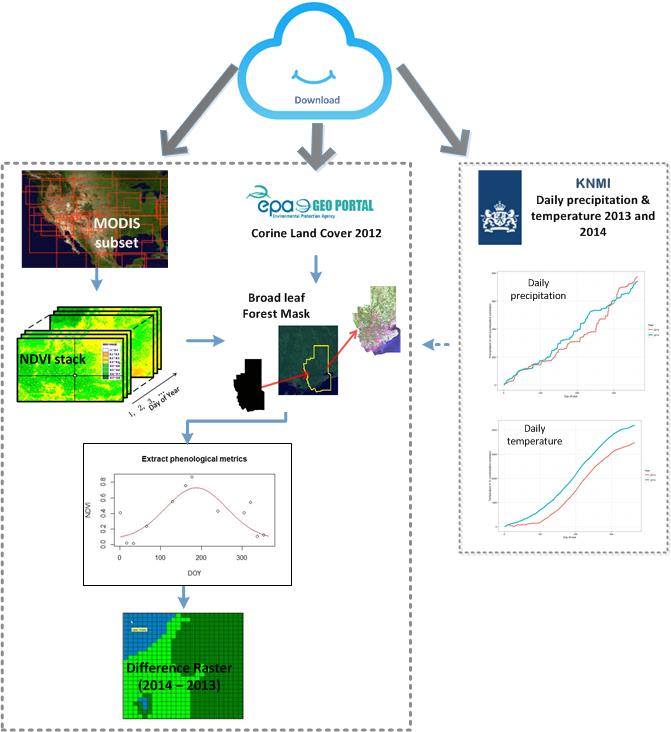 Download
MODIS
subset
epa GEO PORTAL
Environmental Protection Agency
Corine Land Cover 2012
KNMI
Daily precipitation &
temperature 2013 and
2014
Broad leaf
Forest Mask
NDVI stack
1, 2, 3, ...
Day of Year
Daily
precipitation
Daily
temperature
Extract phenological metrics
NDVI
0.0 0.2 0.4 0.6 0.8
0 100 200 300
DOY
Difference Raster
(2014 – 2013)